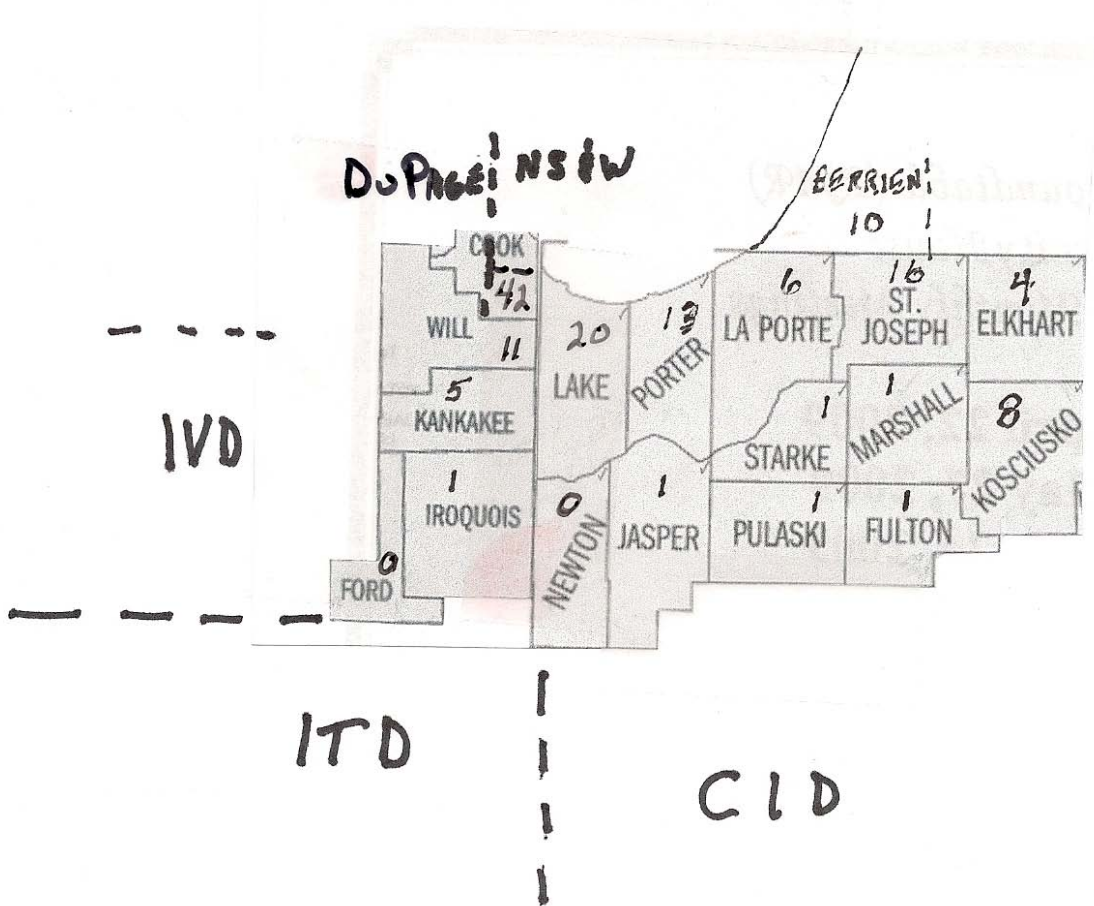 DUPAGE NS&W
BERRIEN
10
COOK
42
WILL
11
20
LAKE
13
PORTER
6
LA PORTE
16
ST.
JOSEPH
4
ELKHART
IVD
5
KANKAKEE
1
STARKE
1
MARSHALL
8
KOSCIUSKO
1
IROQUOIS
0
NEWTON
1
JASPER
1
PULASKI
1
FULTON
0
FORD
ITD
CID